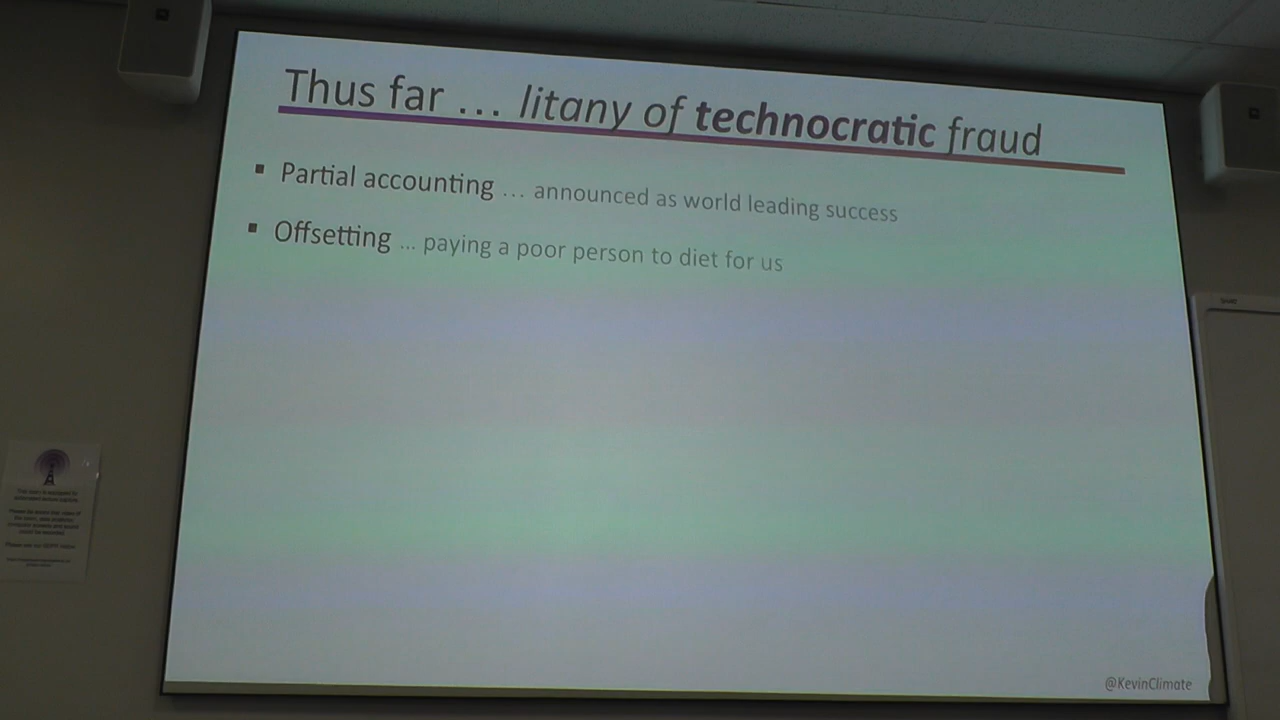 Thus far ... litany of technocratic fraud
▪ Partial accounting ... announced as world leading success
▪ Offsetting ... paying a poor person to diet for us
@KevinClimate